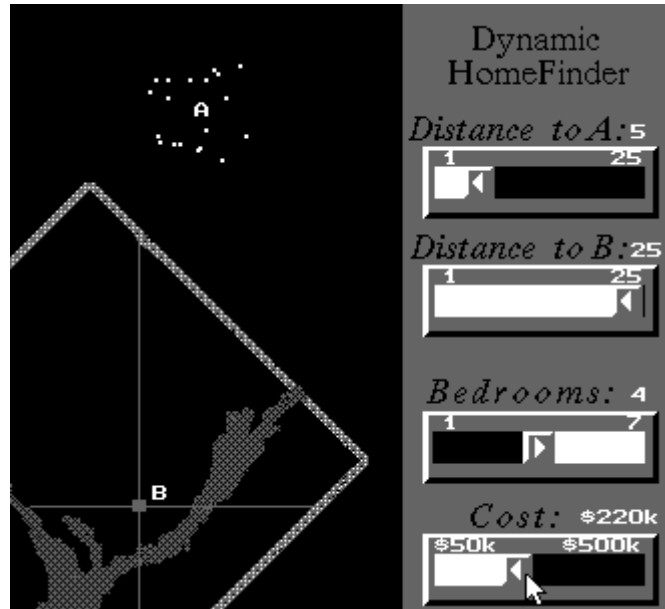 Dynamic
HomeFinder
A
Distance to A: 5
1 25
Distance to B: 25
1 25
Bedrooms: 4
1 7
B
Cost: $220k
$50k $500k